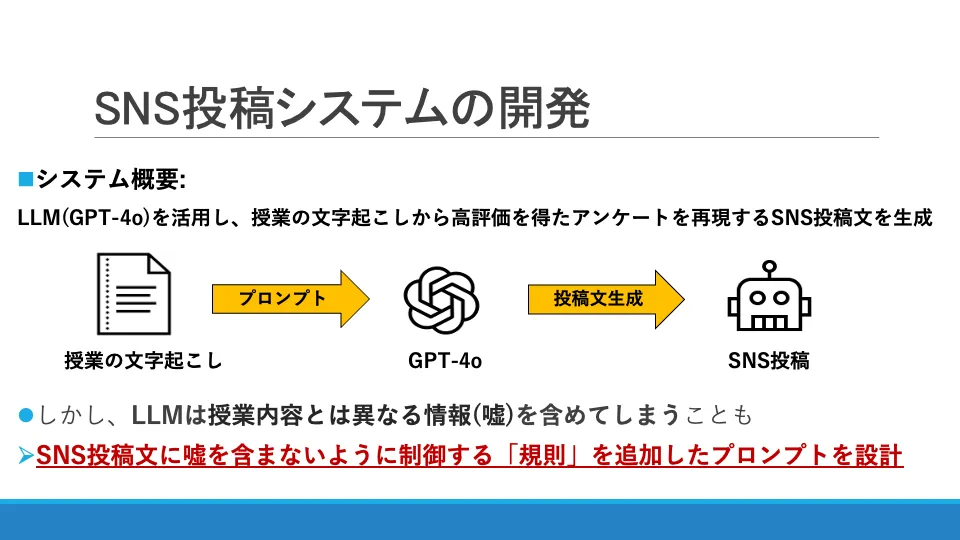 SNS投稿システムの開発
■システム概要:
LLM(GPT-4o)を活用し、授業の文字起こしから高評価を得たアンケートを再現するSNS投稿文を生成
プロンプト
投稿文生成
授業の文字起こし
GPT-4o
SNS投稿
●しかし、LLMは授業内容とは異なる情報(嘘)を含めてしまうことも
➢SNS投稿文に嘘を含まないように制御する「規則」を追加したプロンプトを設計